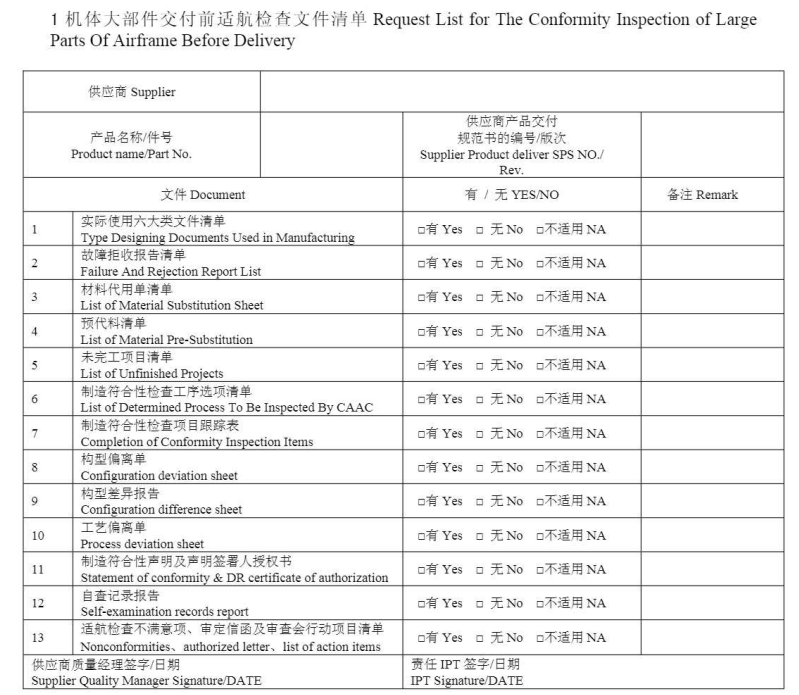 1 机体大部件交付前适航检查文件清单 Request List for The Conformity Inspection of Large
Parts Of Airframe Before Delivery
供应商 Supplier
产品名称/件号
Product name/Part No.
供应商产品交付
规范书的编号/版次
Supplier Product deliver SPS NO./
Rev.
文件 Document
有 / 无 YES/NO
备注 Remark
1
实际使用六大类文件清单
Type Designing Documents Used in Manufacturing
□有 Yes □ 无 No □不适用 NA
2
故障拒收报告清单
Failure And Rejection Report List
□有 Yes □ 无 No □不适用 NA
3
材料代用单清单
List of Material Substitution Sheet
□有 Yes □ 无 No □不适用 NA
4
预代料清单
List of Material Pre-Substitution
□有 Yes □ 无 No □不适用 NA
5
未完工项目清单
List of Unfinished Projects
□有 Yes □ 无 No □不适用 NA
6
制造符合性检查工序选项清单
List of Determined Process To Be Inspected By CAAC
□有 Yes □ 无 No □不适用 NA
7
制造符合性检查项目跟踪表
Completion of Conformity Inspection Items
□有 Yes □ 无 No □不适用 NA
8
构型偏离单
Configuration deviation sheet
□有 Yes □ 无 No □不适用 NA
9
构型差异报告
Configuration difference sheet
□有 Yes □ 无 No □不适用 NA
10
工艺偏离单
Process deviation sheet
□有 Yes □ 无 No □不适用 NA
11
制造符合性声明及声明签署人授权书
Statement of conformity & DR certificate of authorization
□有 Yes □ 无 No □不适用 NA
12
自查记录报告
Self-examination records report
□有 Yes □ 无 No □不适用 NA
13
适航检查不满意项、审定信函及审查会行动项目清单
Nonconformities、authorized letter、list of action items
□有 Yes □ 无 No □不适用 NA
供应商质量经理签字/日期
Supplier Quality Manager Signature/DATE
责任 IPT 签字/日期
IPT Signature/DATE